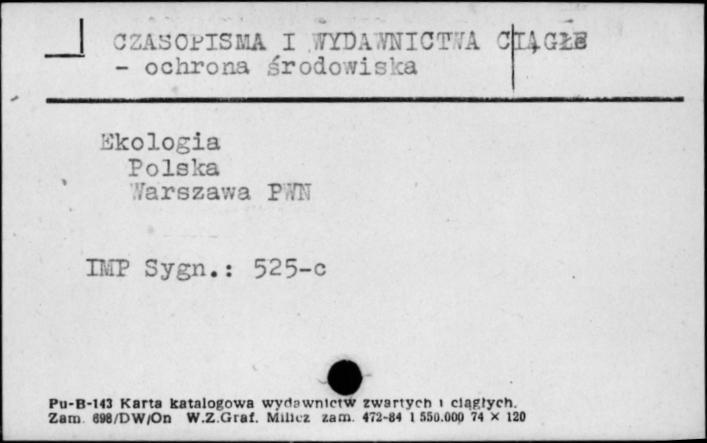 CZASOPISMA I WYDAWNICTWA CIĄGŁE
- ochrona środowiska
Ekologia
Polska
Warszawa PWN
IMP Sygn.: 525-c
Pu-B-143 Karta katalogowa wydawnictw zwartych i ciągłych.
Zam. 698/DW/On W.Z.Graf. Milicz zam. 472-84 1 550.000 74 × 120